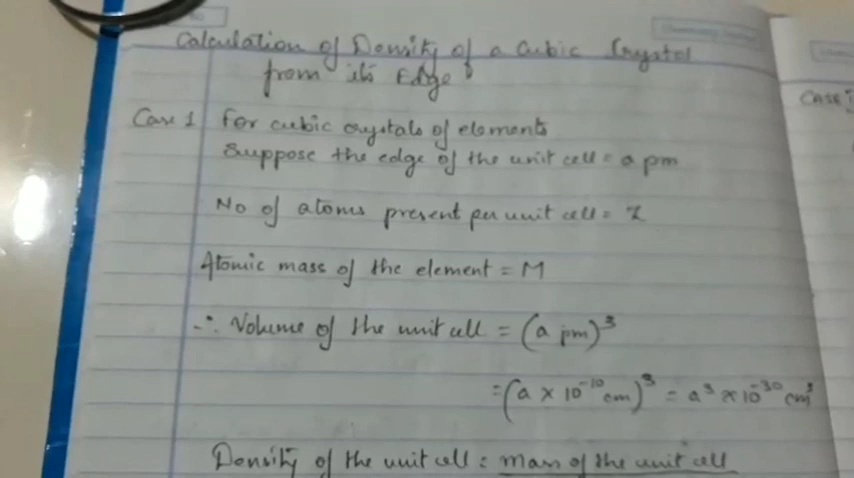 Calculation of Density of a Cubic Crystal
from its Edge
Case 1 For cubic crystals of elements
Suppose the edge of the unit cell = a pm
No of atoms present per unit cell = Z
Atomic mass of the element = M
∴ Volume of the unit cell = (a pm)³
= (a × 10⁻¹⁰ cm)³ = a³ × 10⁻³⁰ cm³
Density of the unit cell = mass of the unit cell
CASE